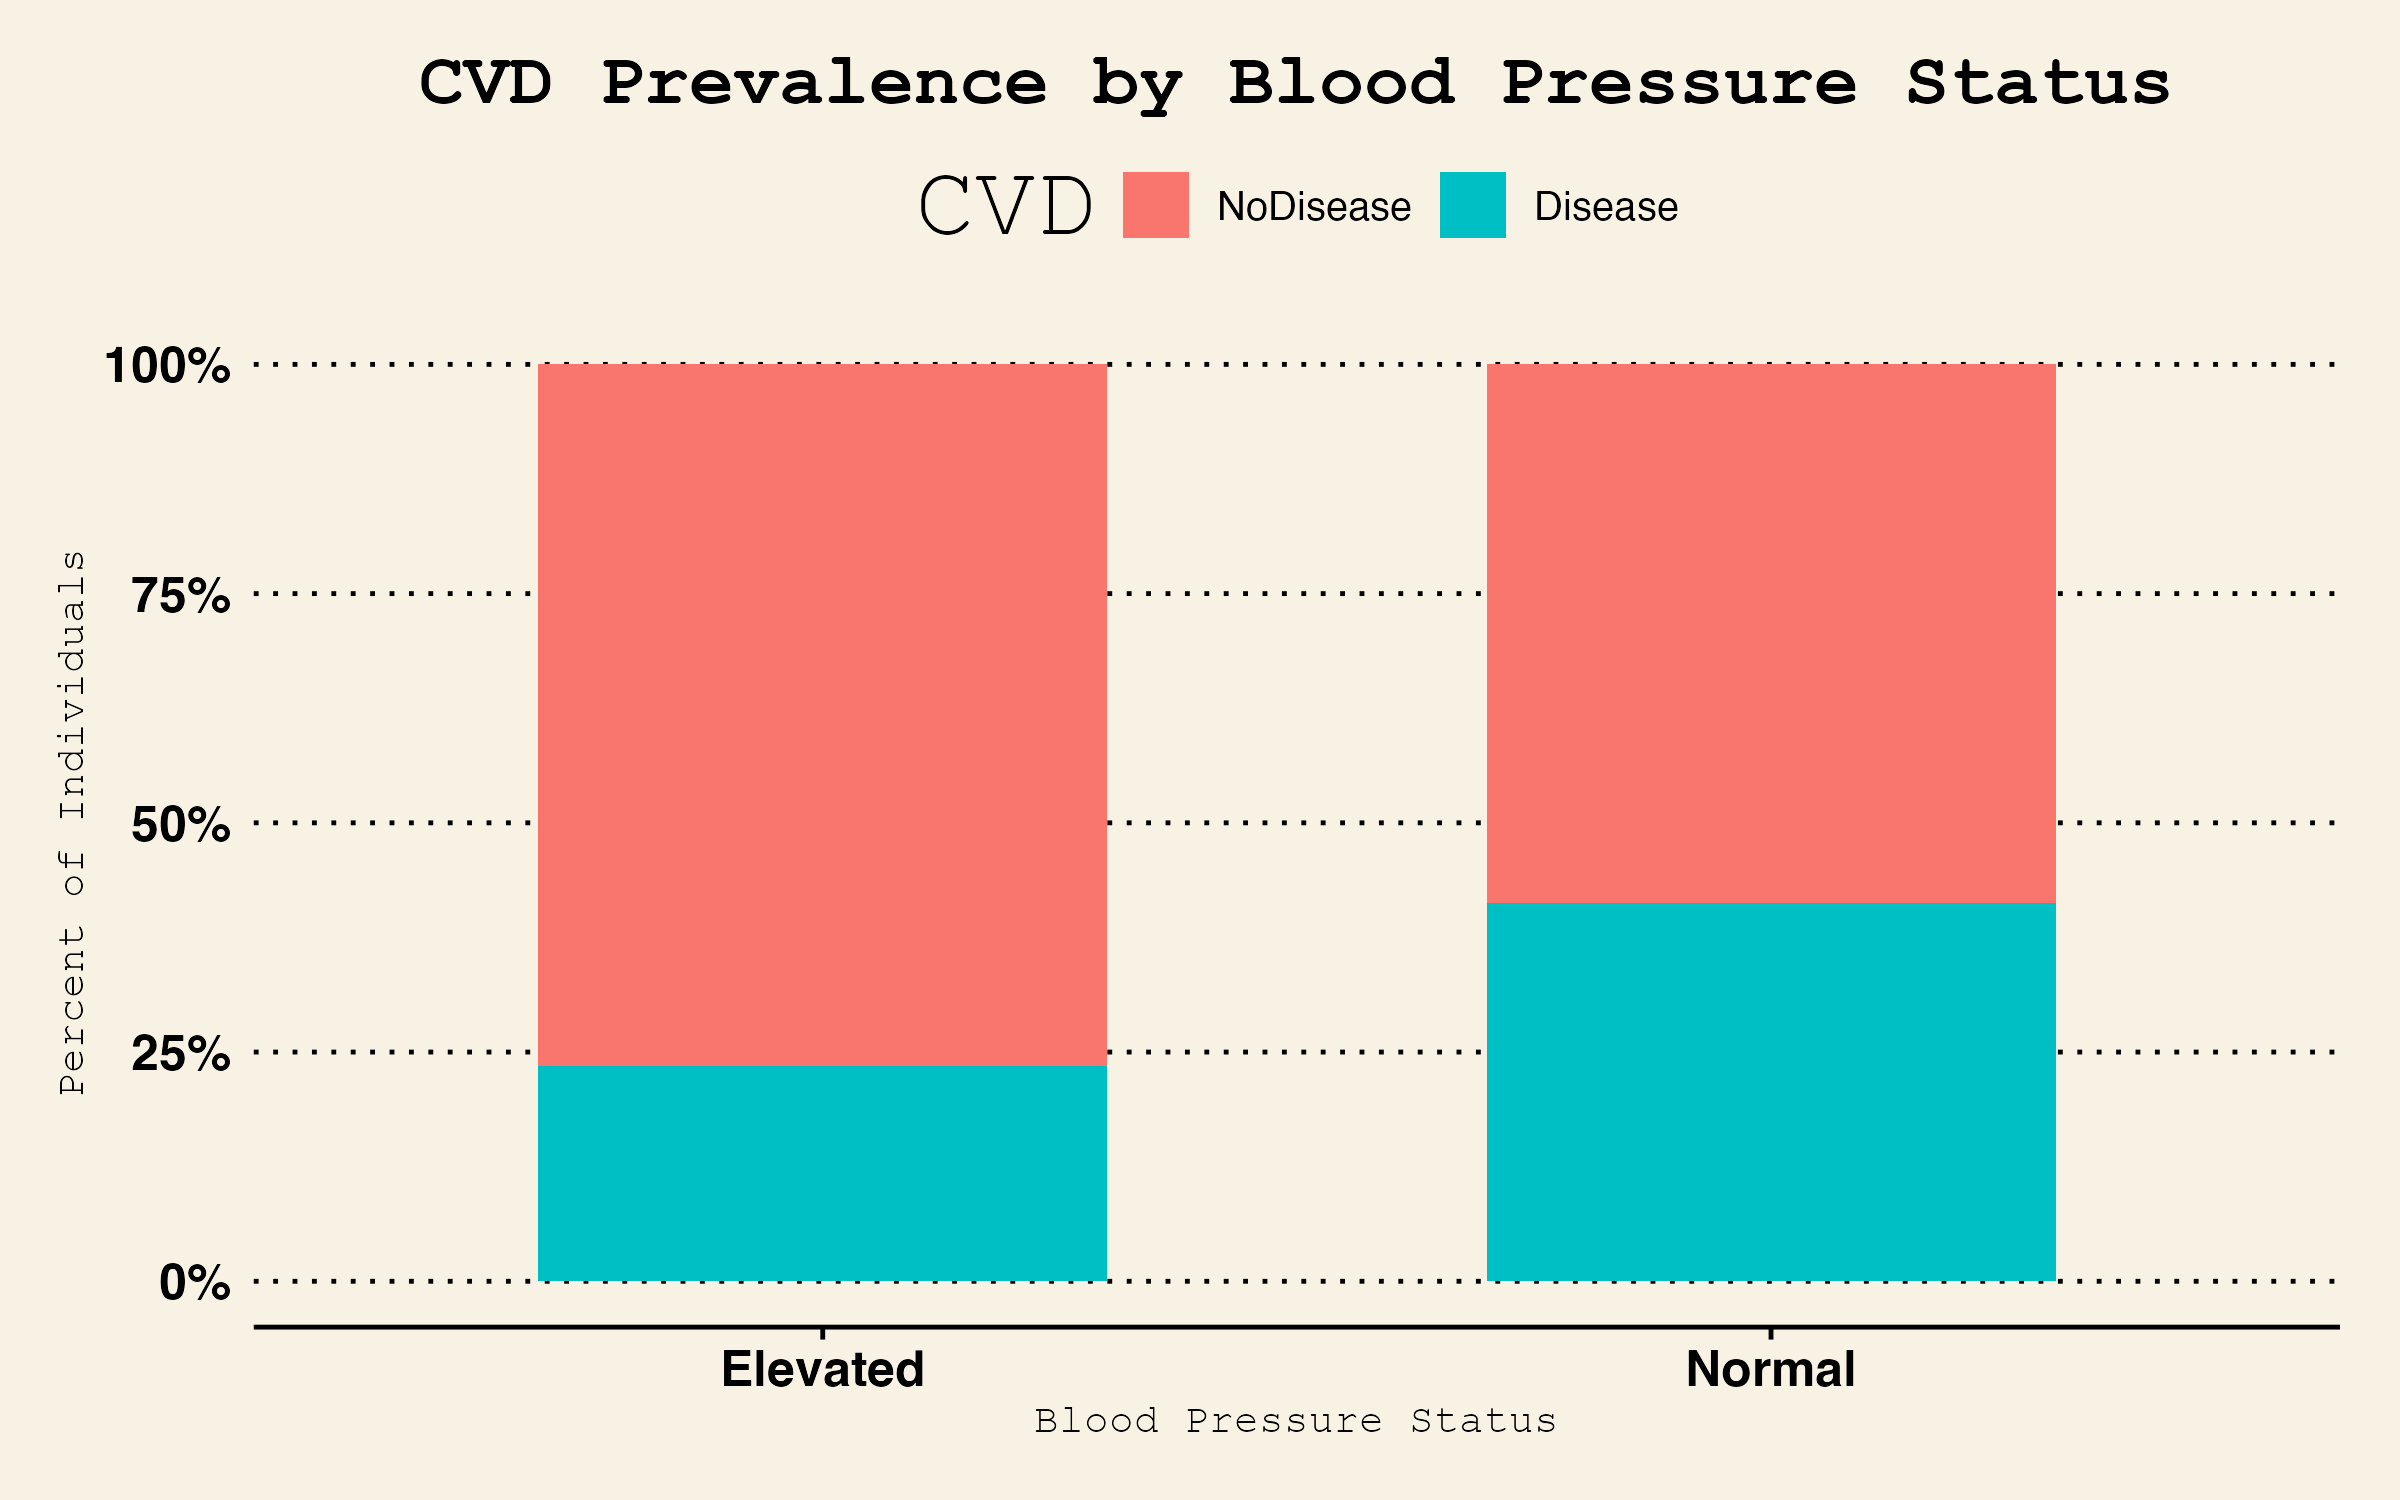 CVD Prevalence by Blood Pressure Status
CVD NoDisease Disease
100%
75%
50%
25%
0%
Percent of Individuals
Elevated Normal
Blood Pressure Status